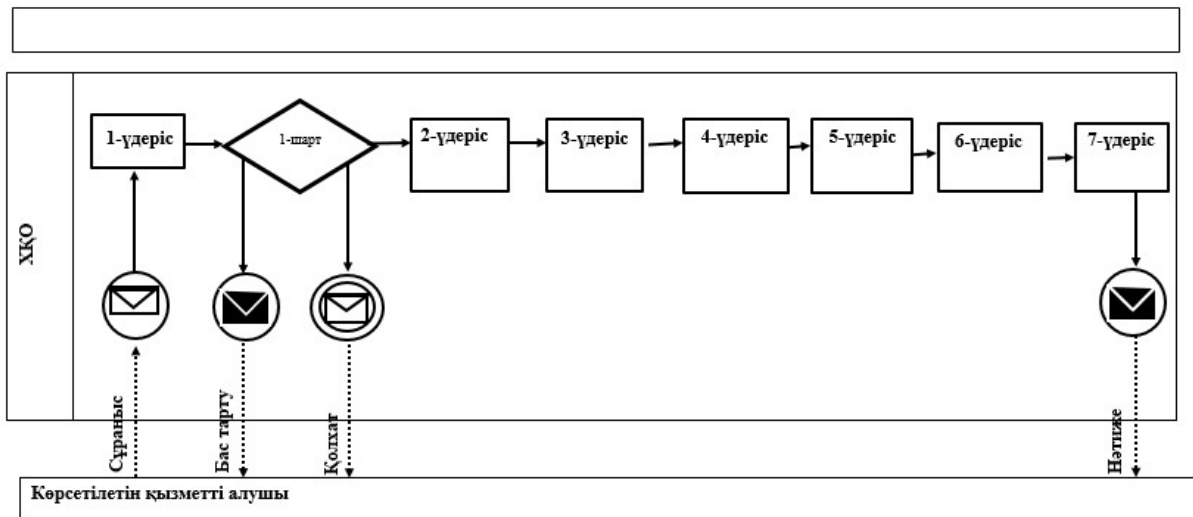 1-үдеріс
1-шарт
2-үдеріс
3-үдеріс
4-үдеріс
5-үдеріс
6-үдеріс
7-үдеріс
ХҚО
Сұраныс
Бас тарту
Қолхат
Нәтиже
Көрсетілетін қызметті алушы